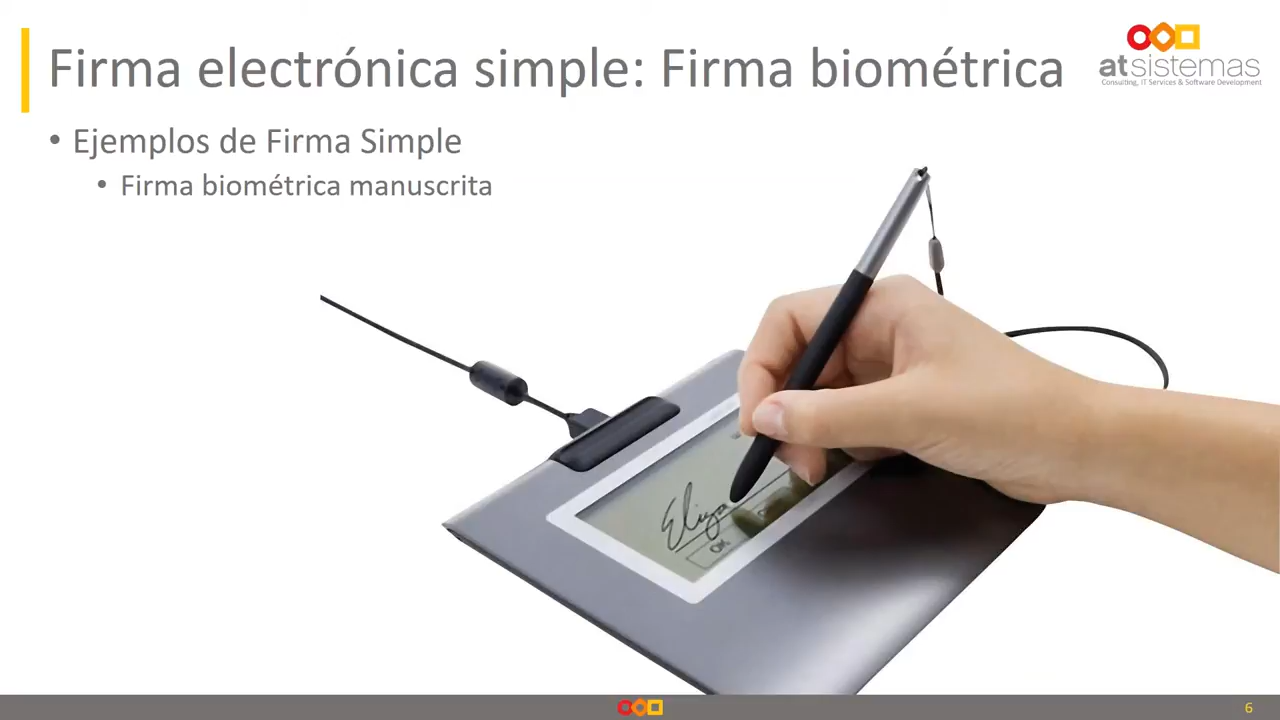 Firma electrónica simple: Firma biométrica
atsistemas
Consulting, IT Services & Software Development
• Ejemplos de Firma Simple
• Firma biométrica manuscrita
Eliza
OK
6